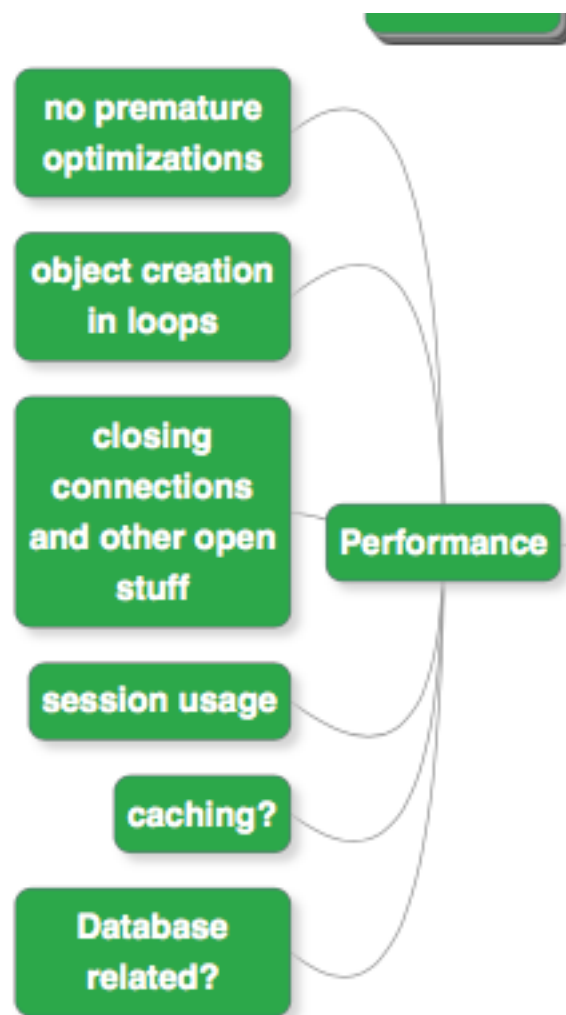 no premature
optimizations
object creation
in loops
closing
connections
and other open
stuff
Performance
session usage
caching?
Database
related?